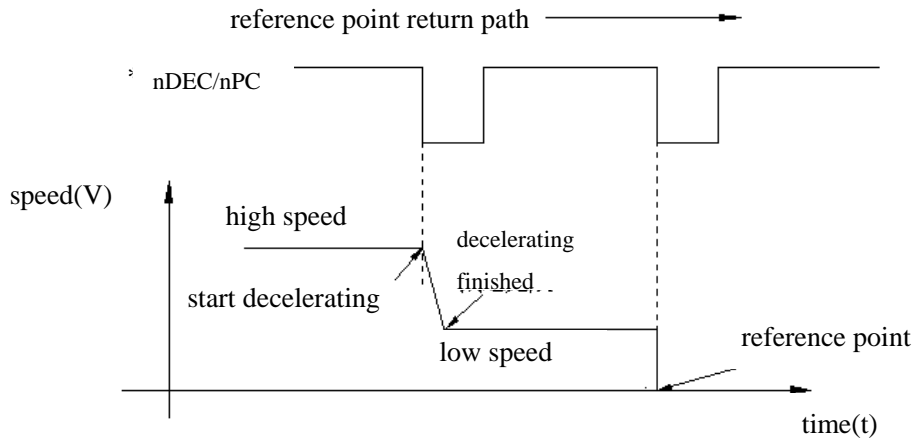 reference point return path
nDEC/nPC
speed(V)
high speed
decelerating
finished
start decelerating
low speed
reference point
time(t)